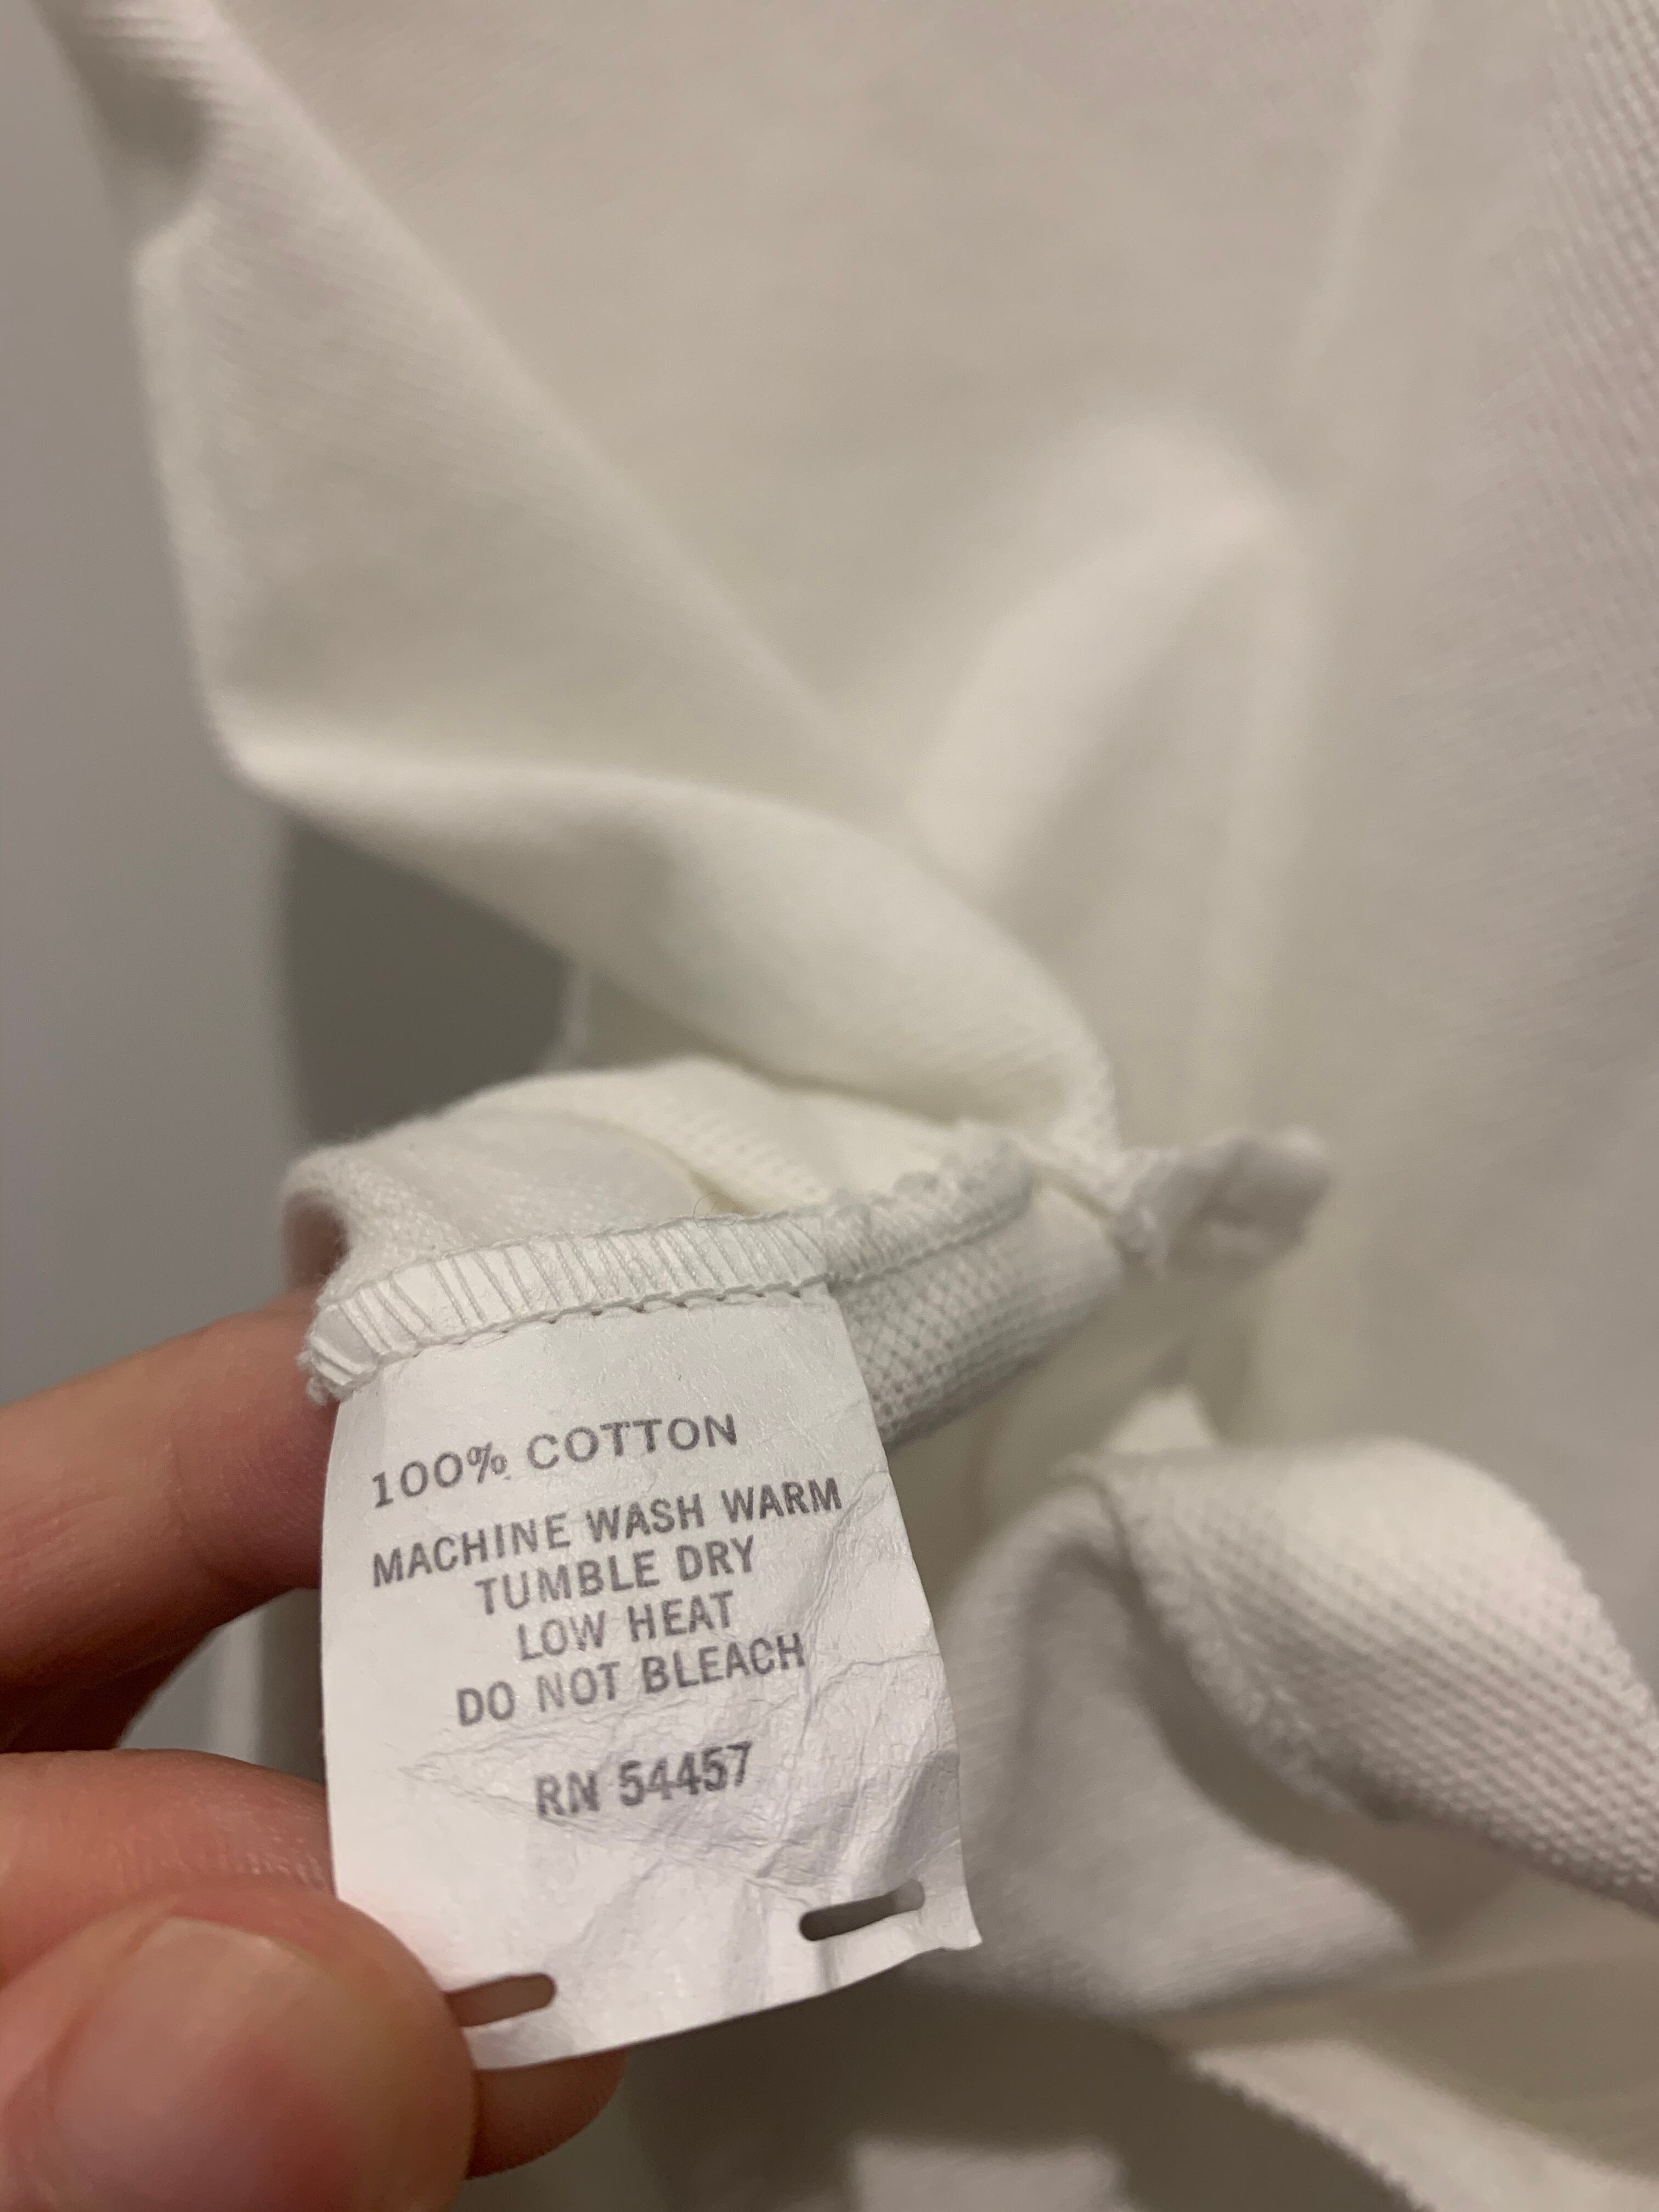 100% COTTON
MACHINE WASH WARM
TUMBLE DRY
LOW HEAT
DO NOT BLEACH
RN 54457